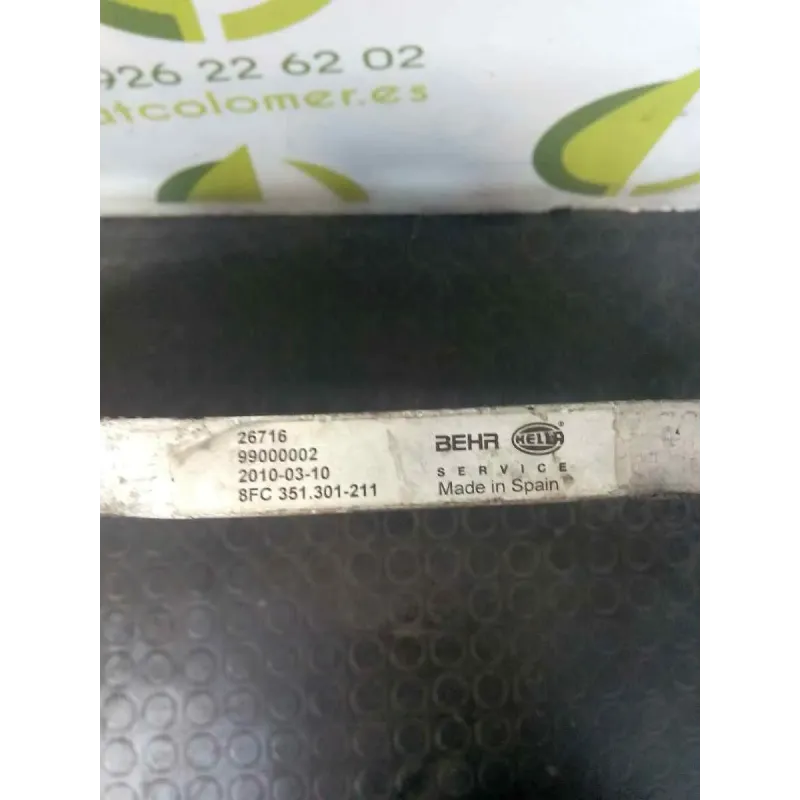 926 22 62 02
atcolomer.es
26716
99000002
2010-03-10
8FC 351.301-211
BEHR HELLA
SERVICE
Made in Spain